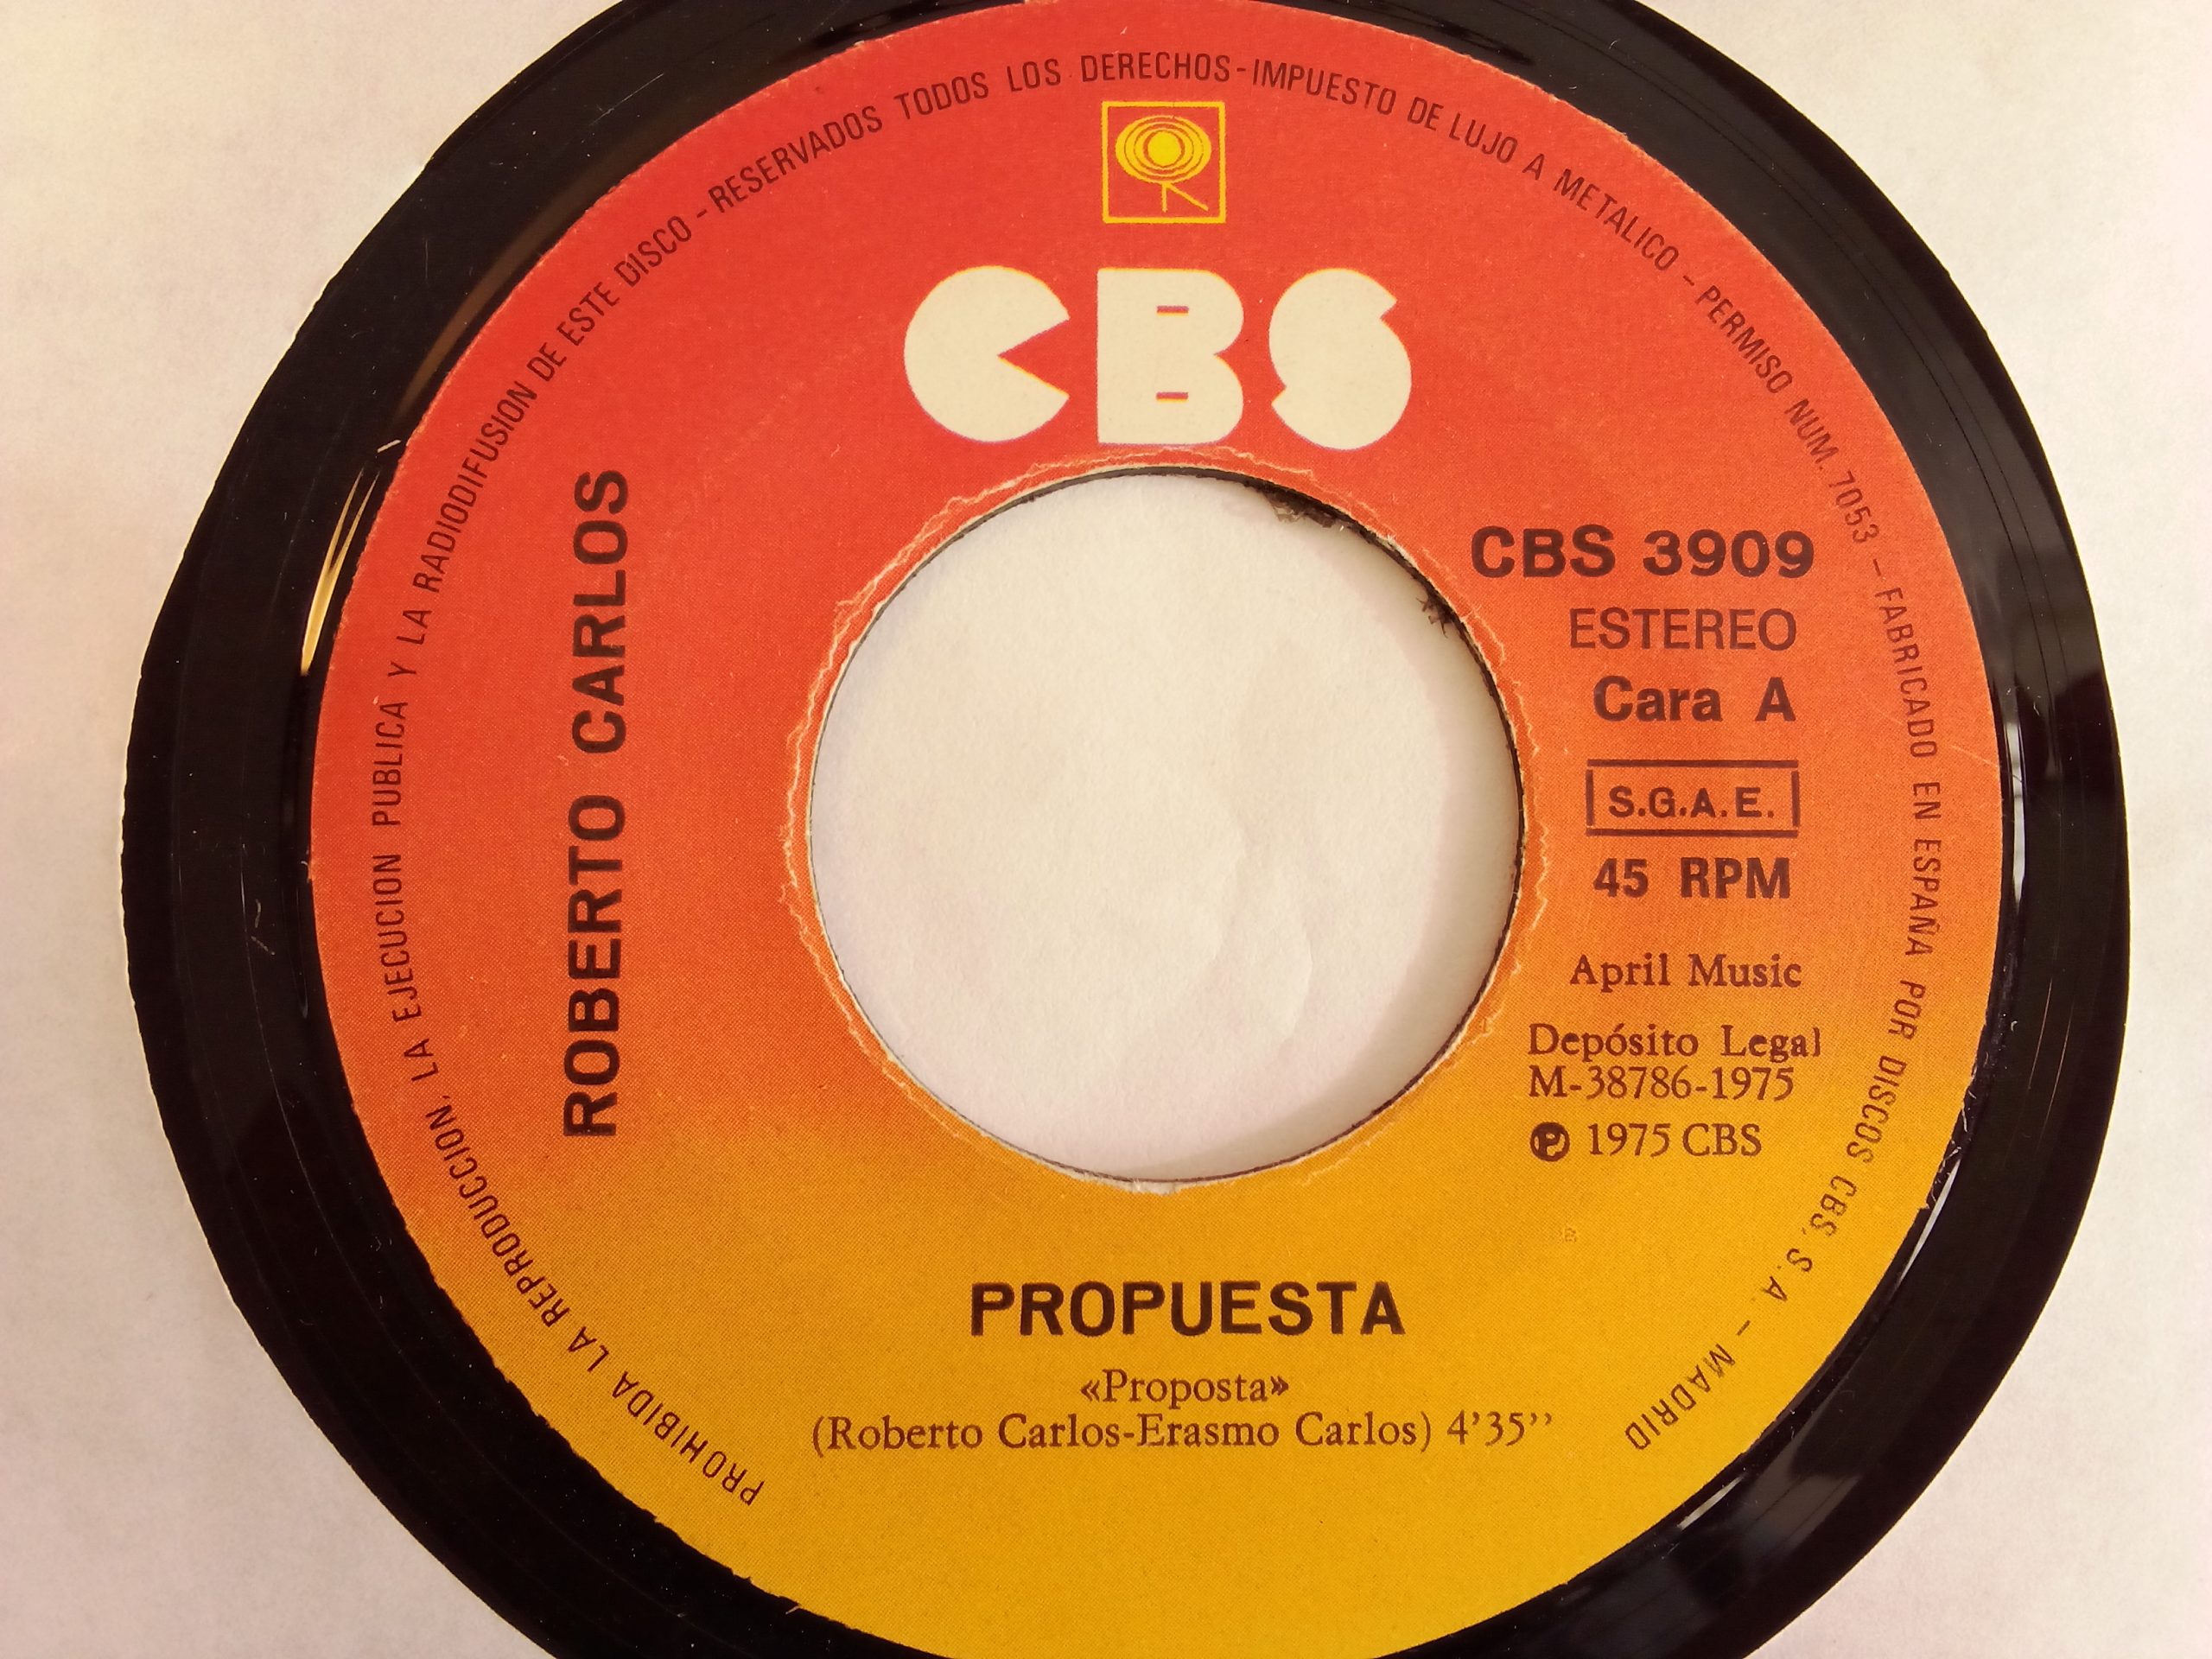 PROHIBIDA LA REPRODUCCION, LA EJECUCION PUBLICA Y LA RADIODIFUSION DE ESTE DISCO - RESERVADOS TODOS LOS DERECHOS - IMPUESTO DE LUJO A METALICO - PERMISO NUM. 7053 - FABRICADO EN ESPAÑA POR DISCOS CBS, S.A. - MADRID
CBS
ROBERTO CARLOS
CBS 3909
ESTEREO
Cara A
S.G.A.E.
45 RPM
April Music
Depósito Legal
M-38786-1975
℗ 1975 CBS
PROPUESTA
«Proposta»
(Roberto Carlos-Erasmo Carlos) 4'35''